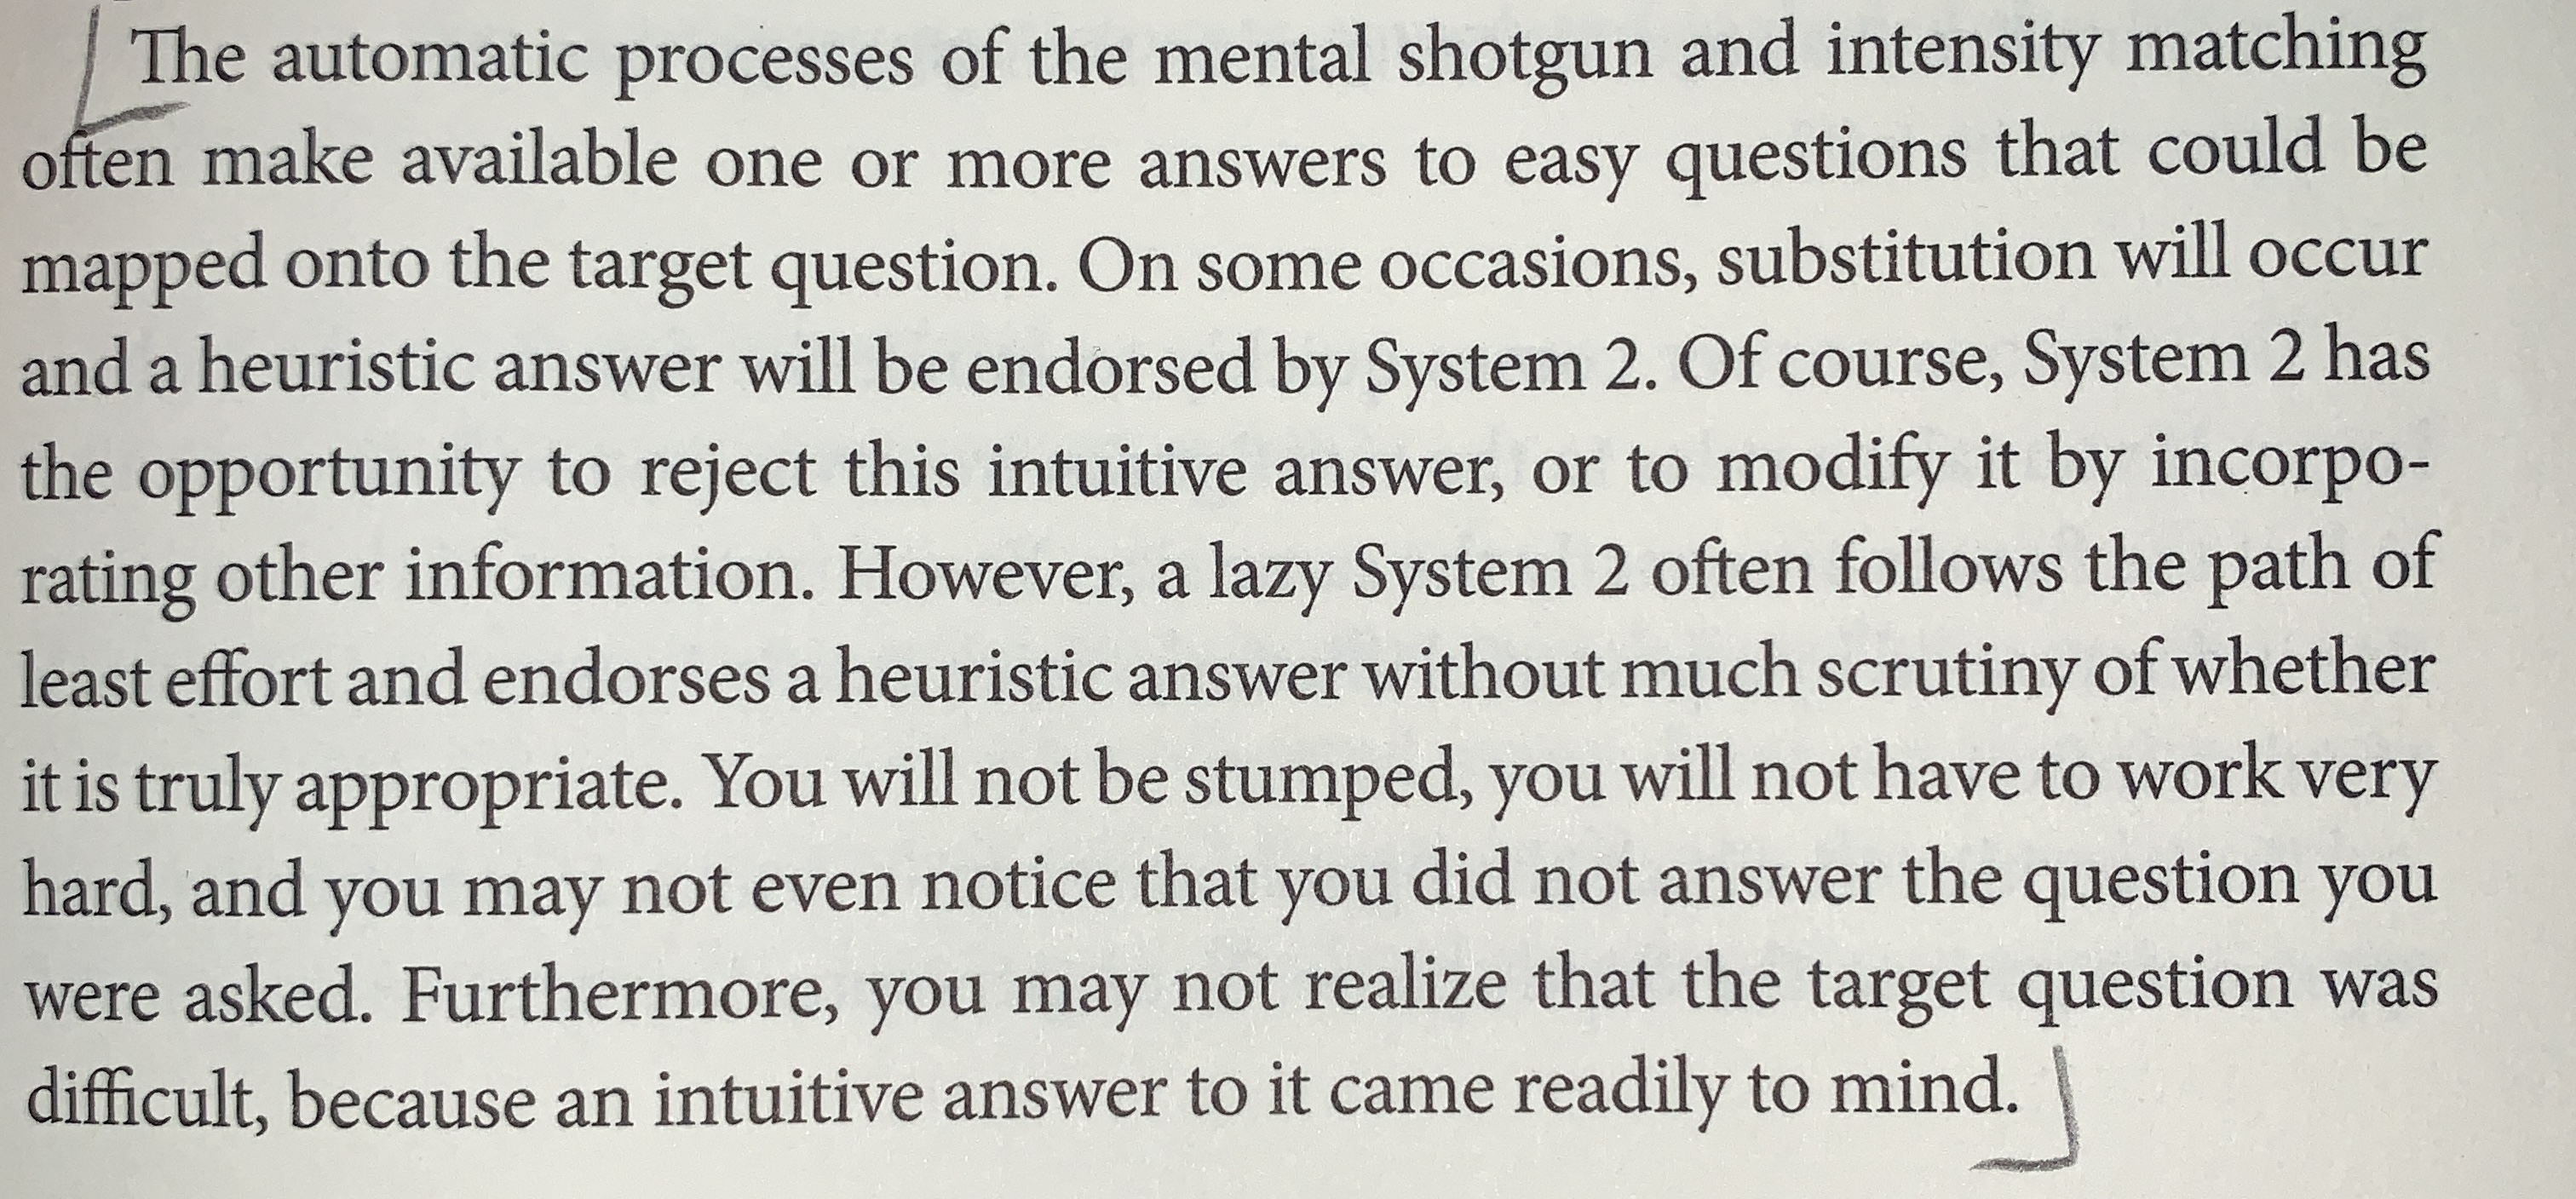 The automatic processes of the mental shotgun and intensity matching
often make available one or more answers to easy questions that could be
mapped onto the target question. On some occasions, substitution will occur
and a heuristic answer will be endorsed by System 2. Of course, System 2 has
the opportunity to reject this intuitive answer, or to modify it by incorpo-
rating other information. However, a lazy System 2 often follows the path of
least effort and endorses a heuristic answer without much scrutiny of whether
it is truly appropriate. You will not be stumped, you will not have to work very
hard, and you may not even notice that you did not answer the question you
were asked. Furthermore, you may not realize that the target question was
difficult, because an intuitive answer to it came readily to mind.